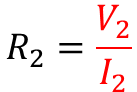 R₂ = V₂/I₂